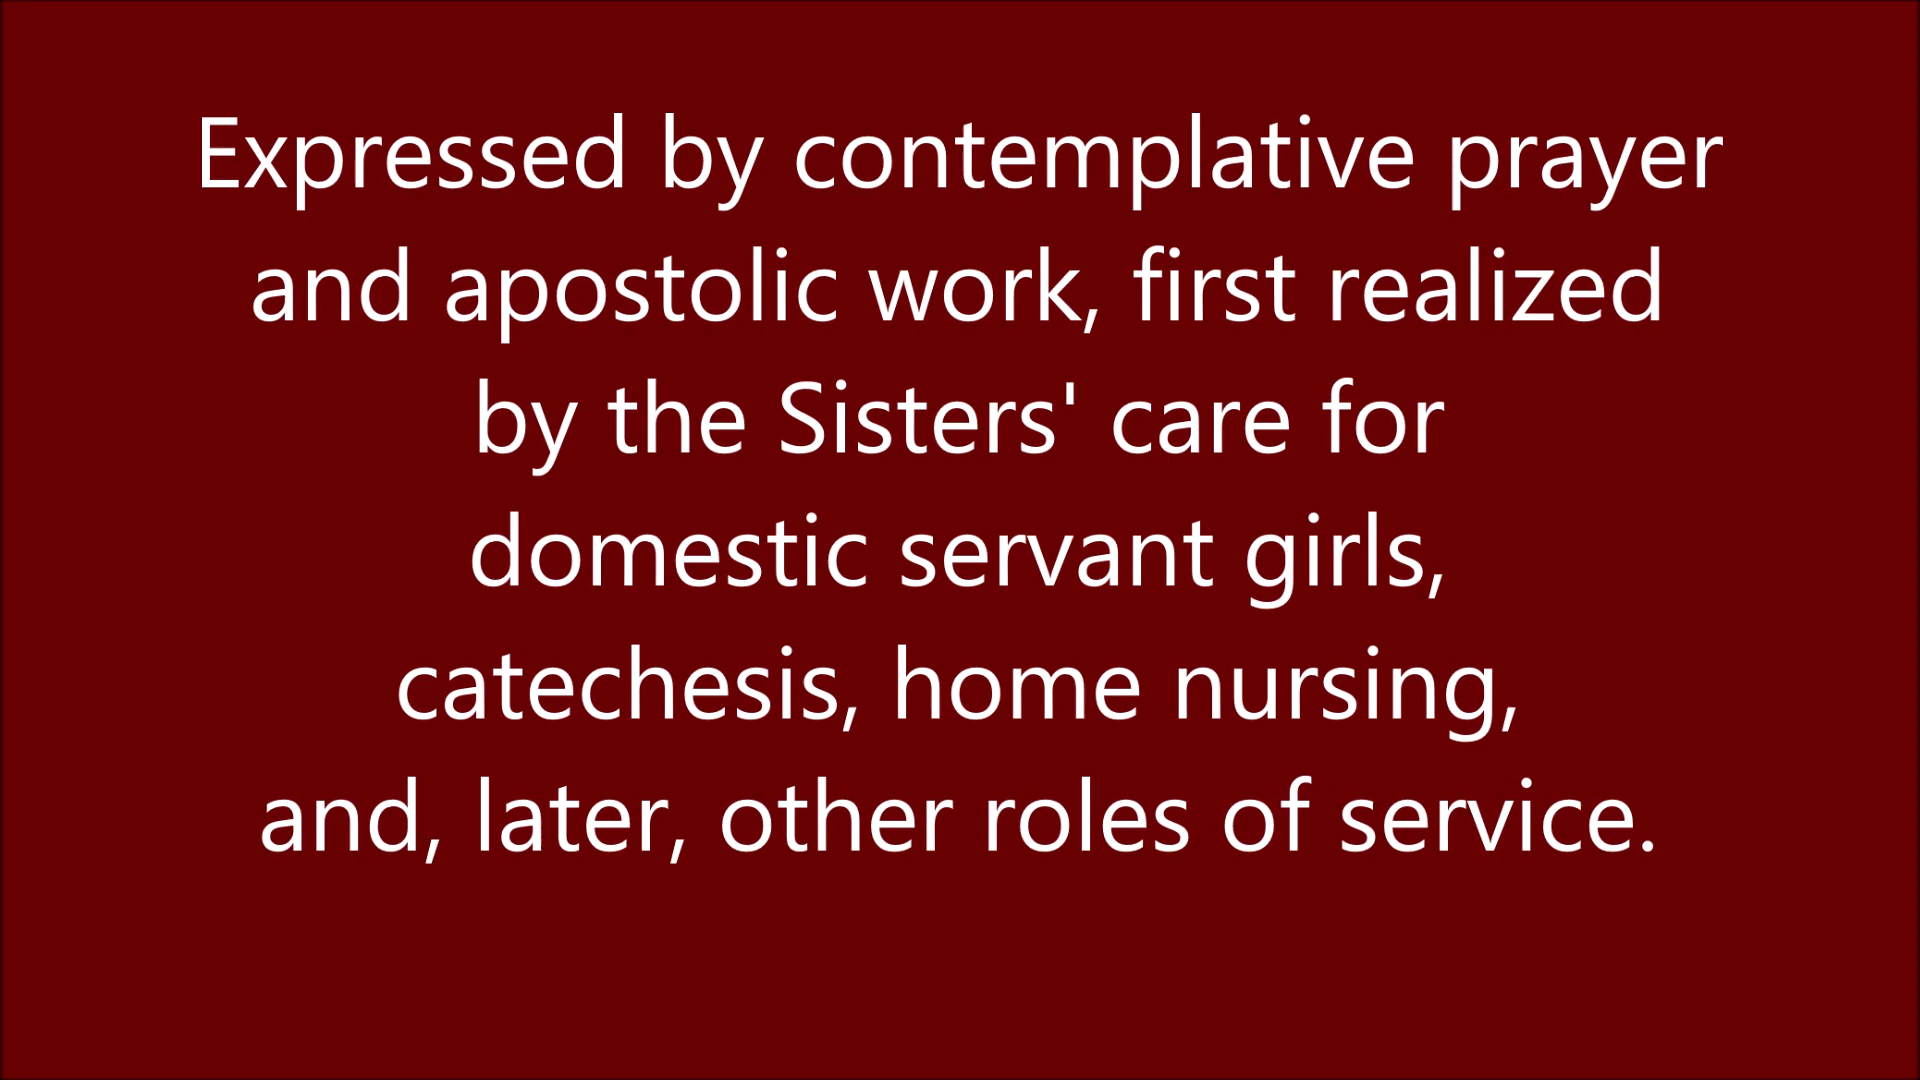 Expressed by contemplative prayer
and apostolic work, first realized
by the Sisters' care for
domestic servant girls,
catechesis, home nursing,
and, later, other roles of service.